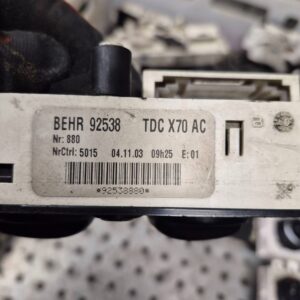 BEHR 92538 TDC X70 AC
Nr: 880
NrCtrl: 5015 04.11.03 09h25 E: 01
*92538880*